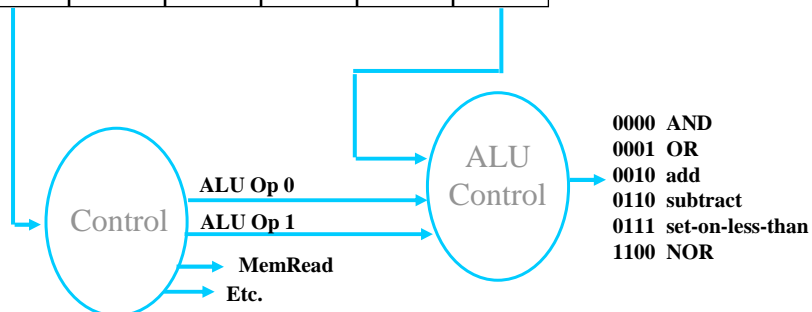 0000 AND
0001 OR
0010 add
0110 subtract
0111 set-on-less-than
1100 NOR
ALU
Control
Control
ALU Op 0
ALU Op 1
MemRead
Etc.